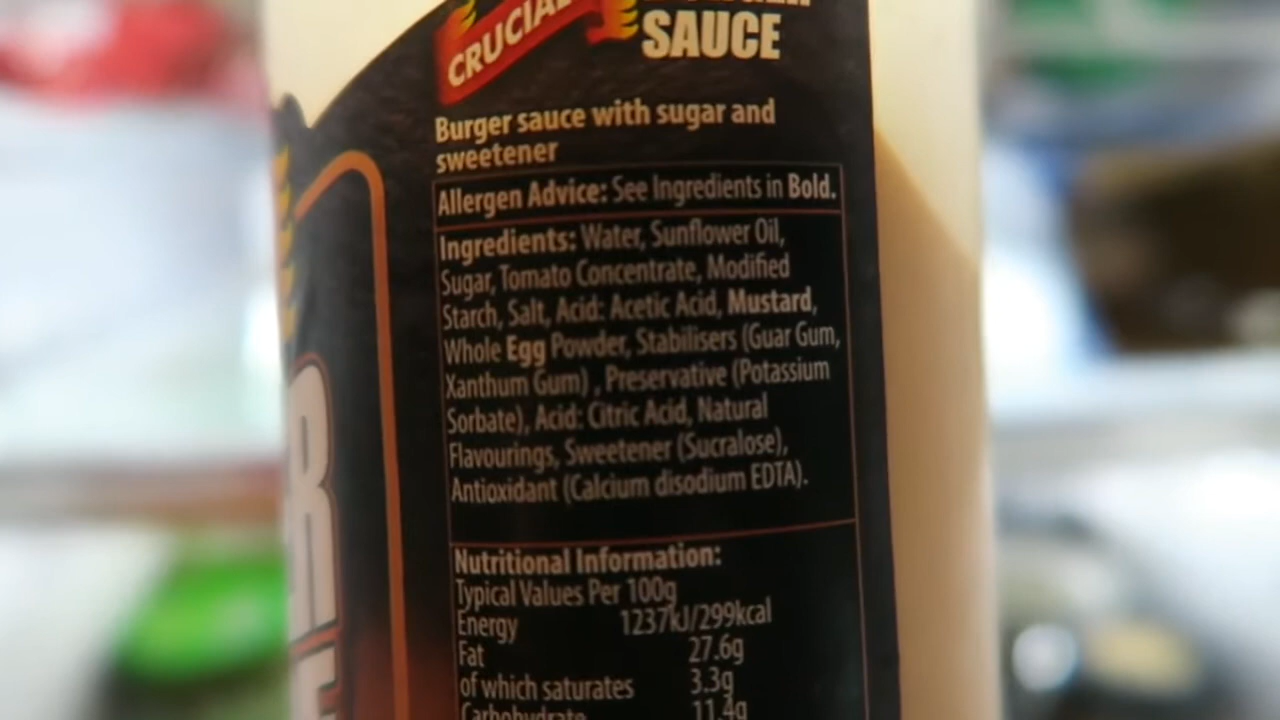 CRUCIAL
SAUCE
Burger sauce with sugar and
sweetener
Allergen Advice: See Ingredients in Bold.
Ingredients: Water, Sunflower Oil,
Sugar, Tomato Concentrate, Modified
Starch, Salt, Acid: Acetic Acid, Mustard,
Whole Egg Powder, Stabilisers (Guar Gum,
Xanthum Gum) , Preservative (Potassium
Sorbate), Acid: Citric Acid, Natural
Flavourings, Sweetener (Sucralose),
Antioxidant (Calcium disodium EDTA).
Nutritional Information:
Typical Values Per 100g
Energy 1237kJ/299kcal
Fat 27.6g
of which saturates 3.3g
Carbohydrate 11.4g